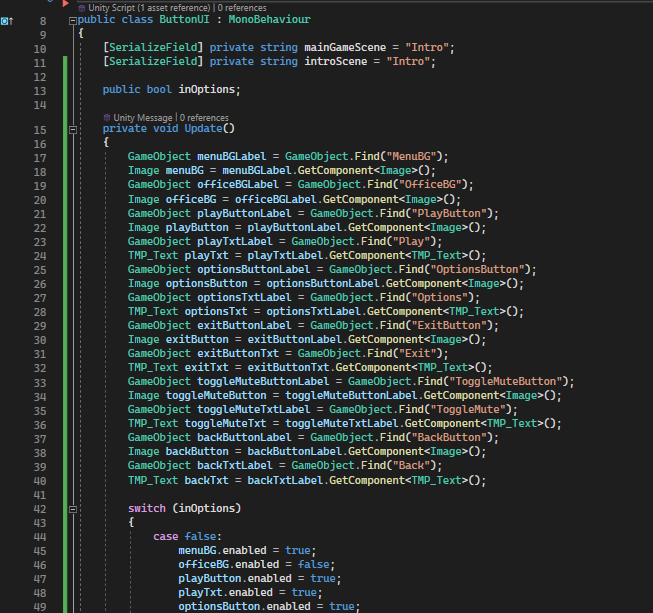 Unity Script (1 asset reference) | 0 references
8 public class ButtonUI : MonoBehaviour
9 {
10 [SerializeField] private string mainGameScene = "Intro";
11 [SerializeField] private string introScene = "Intro";
12
13 public bool inOptions;
14
Unity Message | 0 references
15 private void Update()
16 {
17 GameObject menuBGLabel = GameObject.Find("MenuBG");
18 Image menuBG = menuBGLabel.GetComponent<Image>();
19 GameObject officeBGLabel = GameObject.Find("OfficeBG");
20 Image officeBG = officeBGLabel.GetComponent<Image>();
21 GameObject playButtonLabel = GameObject.Find("PlayButton");
22 Image playButton = playButtonLabel.GetComponent<Image>();
23 GameObject playTxtLabel = GameObject.Find("Play");
24 TMP_Text playTxt = playTxtLabel.GetComponent<TMP_Text>();
25 GameObject optionsButtonLabel = GameObject.Find("OptionsButton");
26 Image optionsButton = optionsButtonLabel.GetComponent<Image>();
27 GameObject optionsTxtLabel = GameObject.Find("Options");
28 TMP_Text optionsTxt = optionsTxtLabel.GetComponent<TMP_Text>();
29 GameObject exitButtonLabel = GameObject.Find("ExitButton");
30 Image exitButton = exitButtonLabel.GetComponent<Image>();
31 GameObject exitButtonTxt = GameObject.Find("Exit");
32 TMP_Text exitTxt = exitButtonTxt.GetComponent<TMP_Text>();
33 GameObject toggleMuteButtonLabel = GameObject.Find("ToggleMuteButton");
34 Image toggleMuteButton = toggleMuteButtonLabel.GetComponent<Image>();
35 GameObject toggleMuteTxtLabel = GameObject.Find("ToggleMute");
36 TMP_Text toggleMuteTxt = toggleMuteTxtLabel.GetComponent<TMP_Text>();
37 GameObject backButtonLabel = GameObject.Find("BackButton");
38 Image backButton = backButtonLabel.GetComponent<Image>();
39 GameObject backTxtLabel = GameObject.Find("Back");
40 TMP_Text backTxt = backTxtLabel.GetComponent<TMP_Text>();
41
42 switch (inOptions)
43 {
44 case false:
45 menuBG.enabled = true;
46 officeBG.enabled = false;
47 playButton.enabled = true;
48 playTxt.enabled = true;
49 optionsButton.enabled = true;